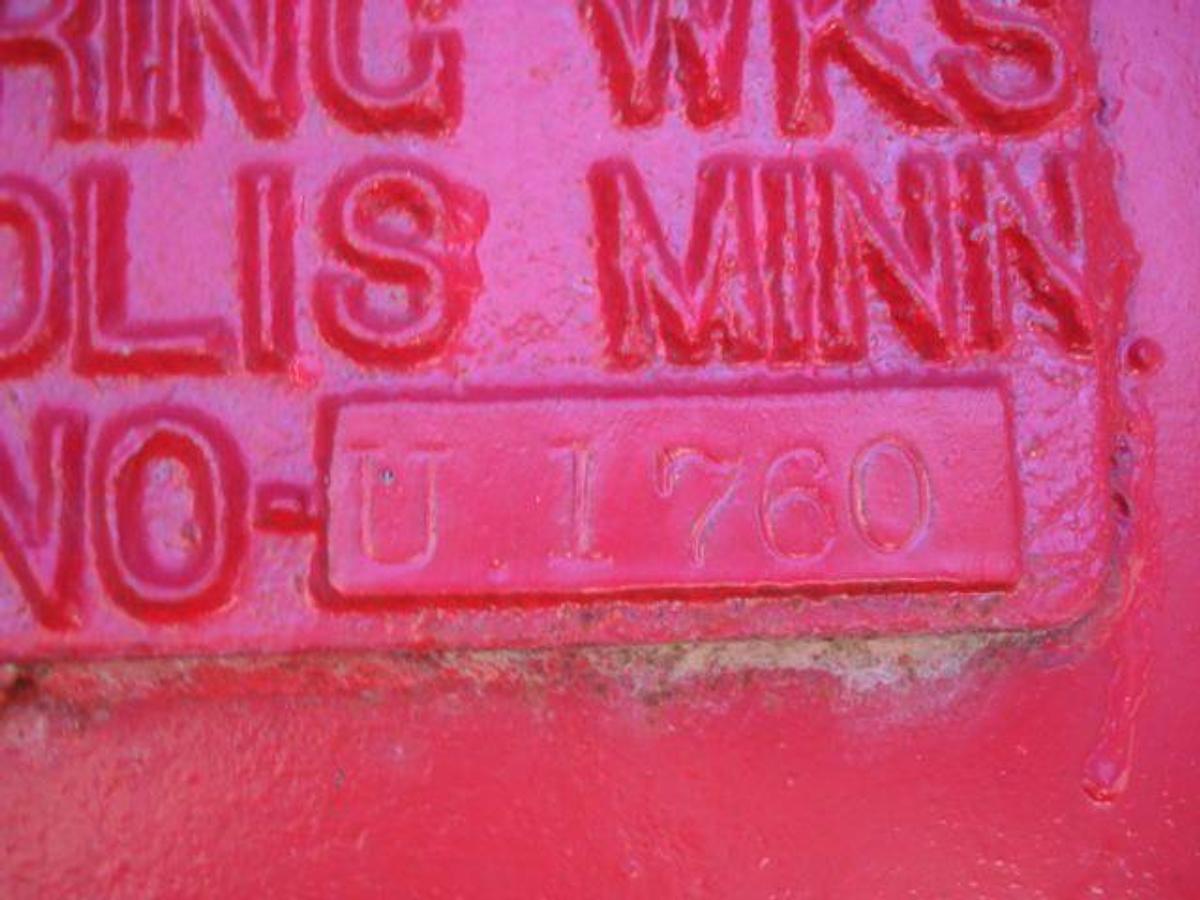 RING WKS
OLIS MINN.
NO-U 1760